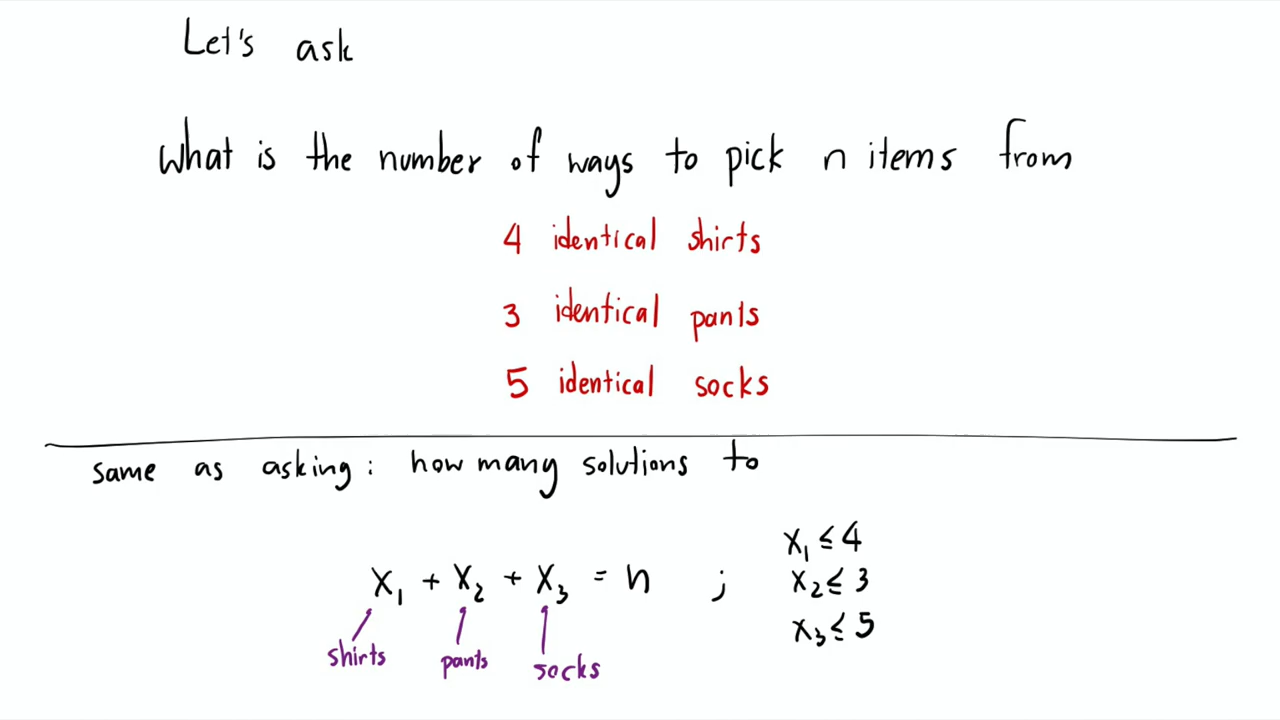 Let's ask
What is the number of ways to pick n items from
4 identical shirts
3 identical pants
5 identical socks
same as asking: how many solutions to
x₁ + x₂ + x₃ = n ;
x₁ ≤ 4
x₂ ≤ 3
x₃ ≤ 5
shirts pants socks